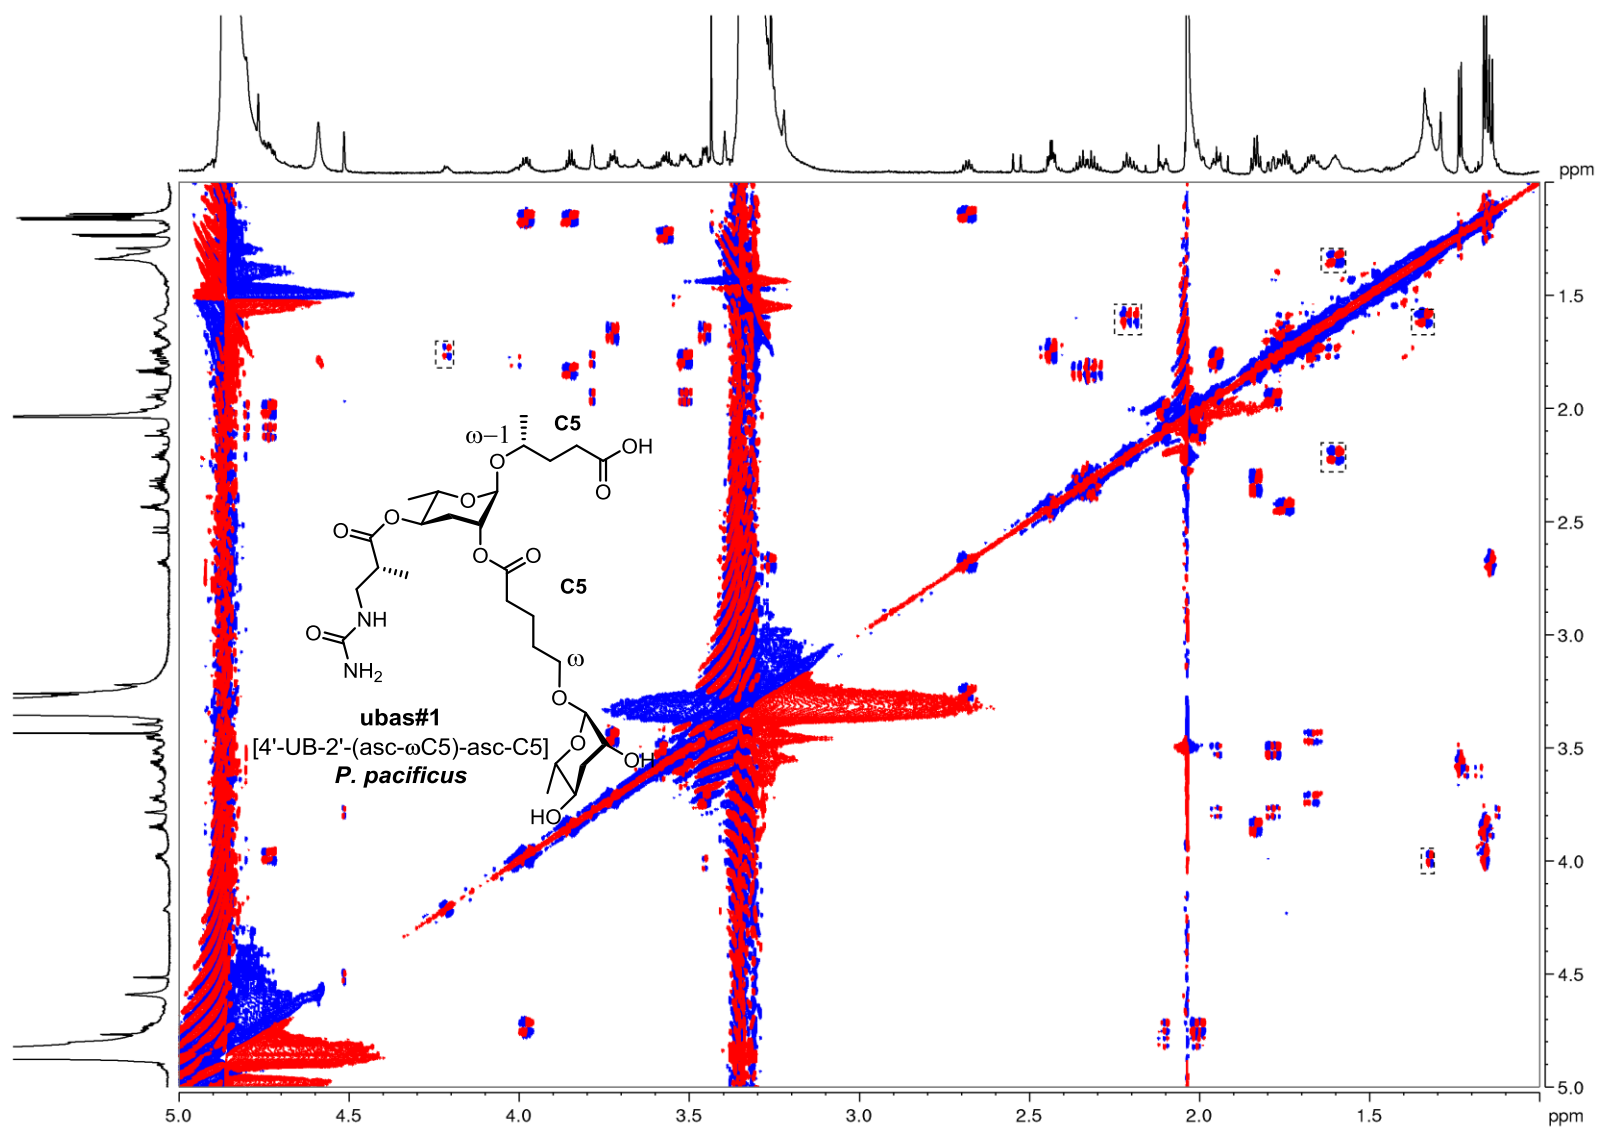 ppm
1.5
2.0
2.5
3.0
3.5
4.0
4.5
5.0
5.0
4.5
4.0
3.5
3.0
2.5
2.0
1.5
ppm
ω−1
C5
O
OH
O
O
O
O
O
O
C5
NH
O
NH2
ω
O
ubas#1
[4'-UB-2'-(asc-ωC5)-asc-C5]
P. pacificus
O
OH
HO